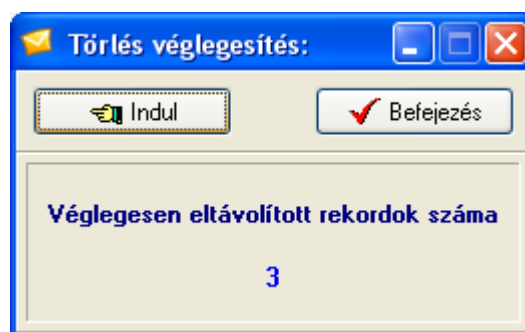 Törlés véglegesítés:
Indul Befejezés
Véglegesen eltávolított rekordok száma
3